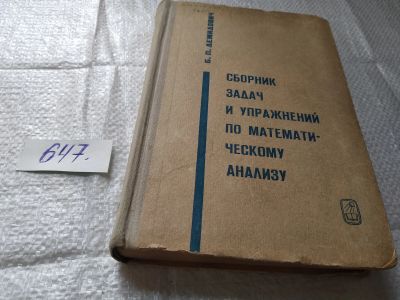 647.
Б. П. ДЕМИДОВИЧ
СБОРНИК
ЗАДАЧ
И УПРАЖНЕНИЙ
ПО МАТЕМАТИ-
ЧЕСКОМУ
АНАЛИЗУ